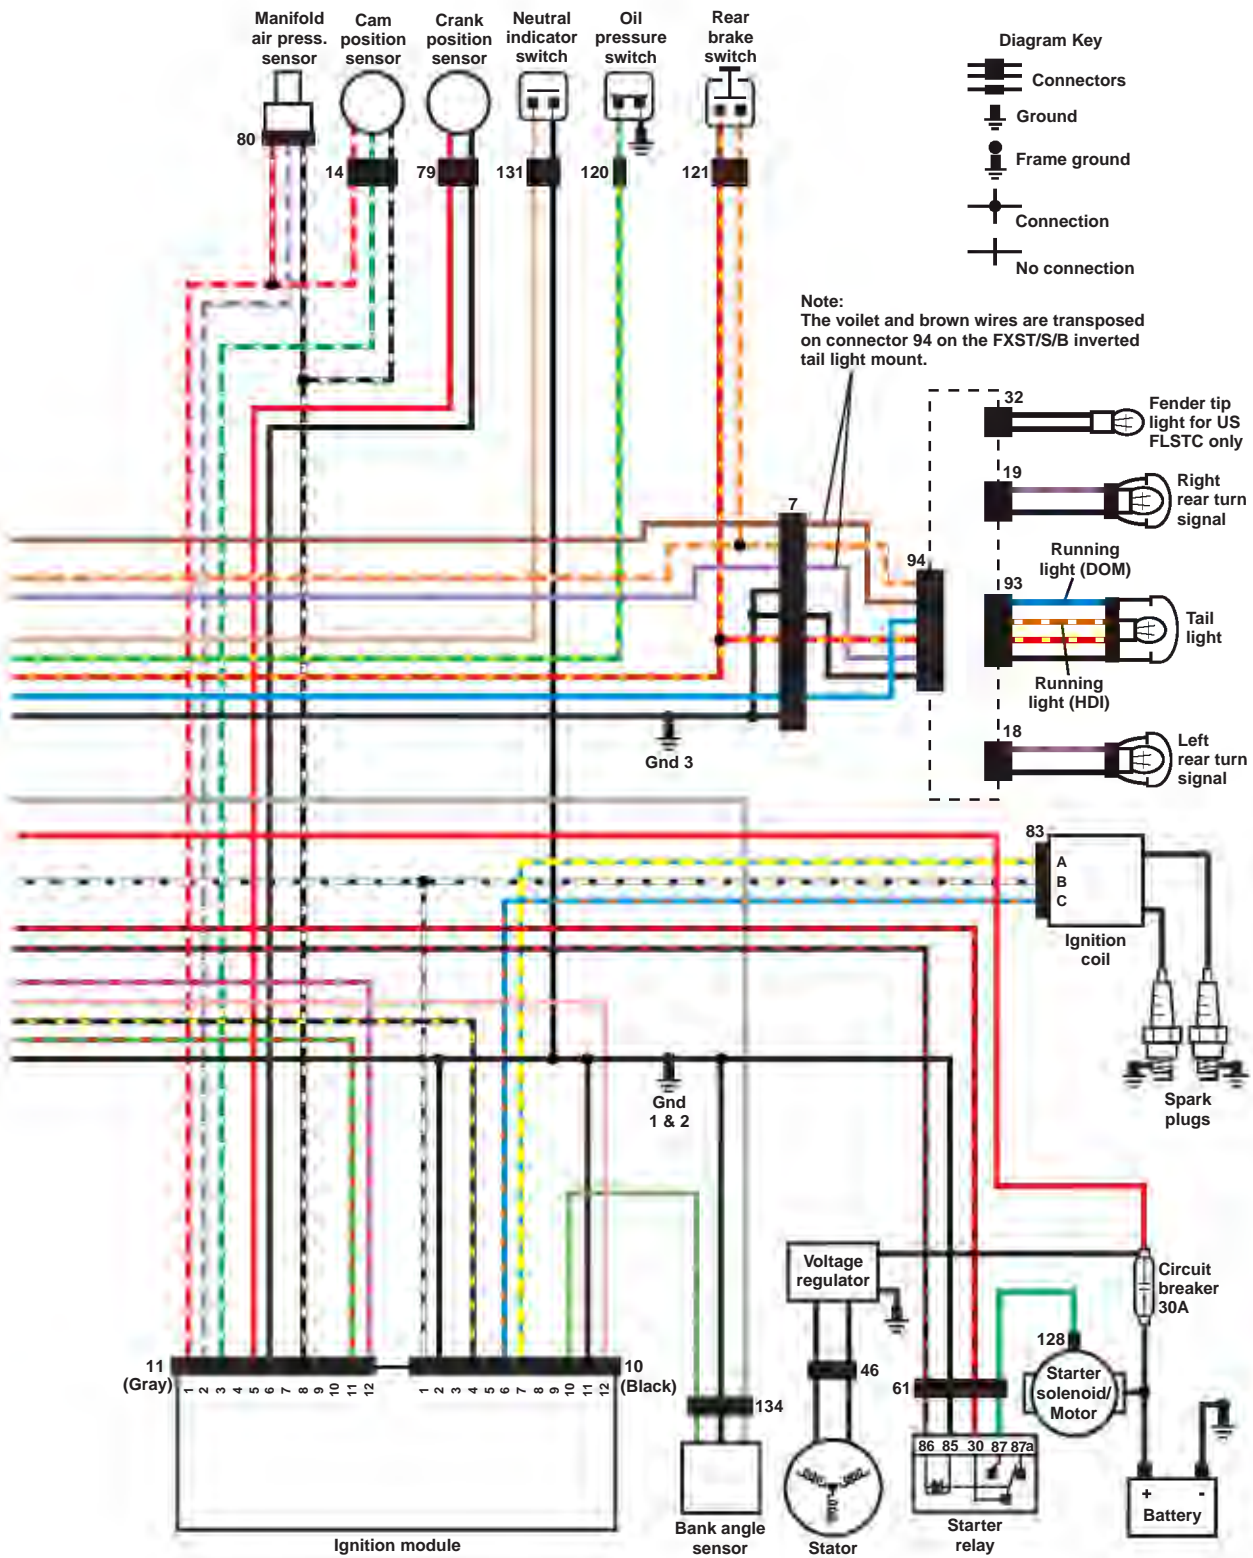 Manifold
air press.
sensor
Cam
position
sensor
Crank
position
sensor
Neutral
indicator
switch
Oil
pressure
switch
Rear
brake
switch
Diagram Key
Connectors
Ground
Frame ground
Connection
No connection
80
14
79
131
120
121
Note:
The voilet and brown wires are transposed
on connector 94 on the FXST/S/B inverted
tail light mount.
32
Fender tip
light for US
FLSTC only
19
Right
rear turn
signal
7
94
Running
light (DOM)
93
Tail
light
Running
light (HDI)
18
Left
rear turn
signal
Gnd 3
83
A
B
C
Ignition
coil
Spark
plugs
Gnd
1 & 2
Voltage
regulator
Circuit
breaker
30A
128
46
61
Starter
solenoid/
Motor
11
(Gray)
1 2 3 4 5 6 7 8 9 10 11 12
1 2 3 4 5 6 7 8 9 10 11 12
10
(Black)
134
86 85 30 87 87a
+ -
Battery
Ignition module
Bank angle
sensor
Stator
Starter
relay